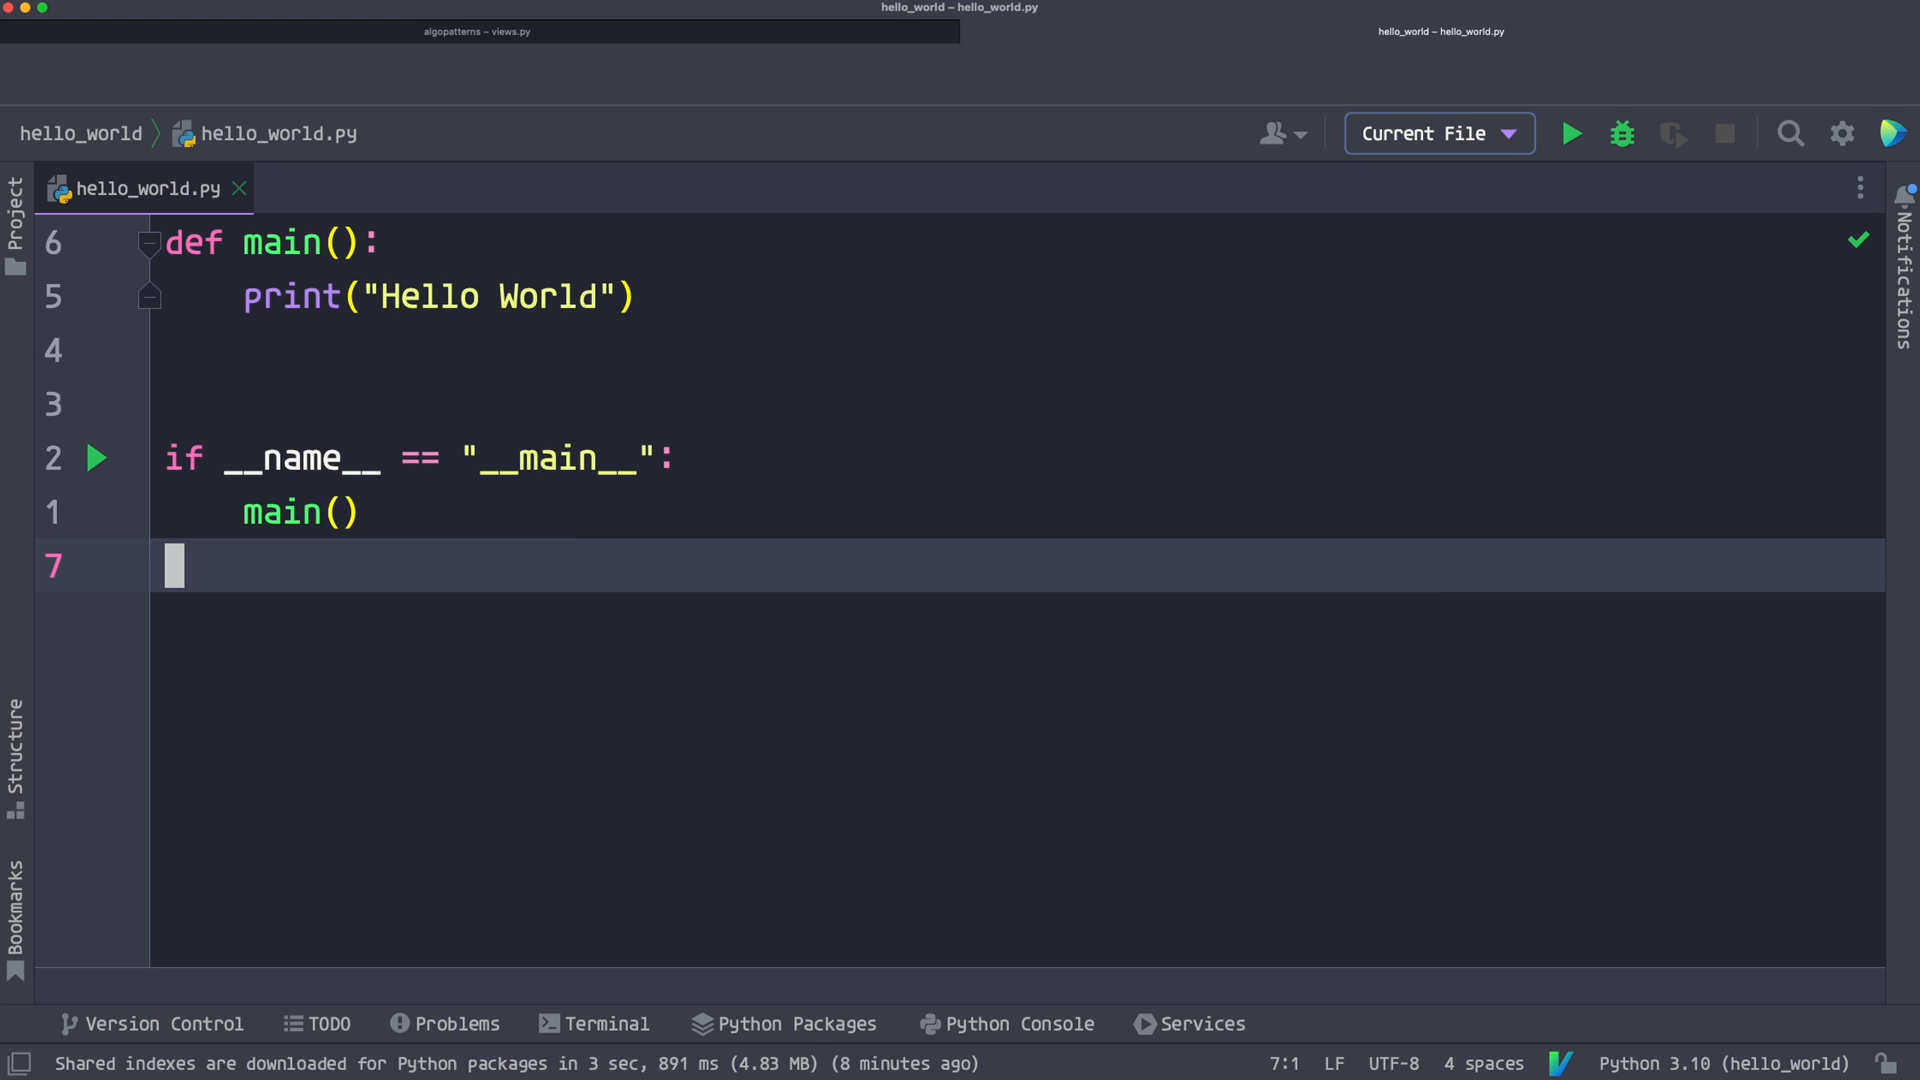 hello_world – hello_world.py
algopatterns – views.py
hello_world – hello_world.py
hello_world hello_world.py
Current File
Project
hello_world.py
Notifications
6 def main():
5     print("Hello World")
4
3
2 if __name__ == "__main__":
1     main()
7
Structure
Bookmarks
Version Control TODO Problems Terminal Python Packages Python Console Services
Shared indexes are downloaded for Python packages in 3 sec, 891 ms (4.83 MB) (8 minutes ago) 7:1 LF UTF-8 4 spaces Python 3.10 (hello_world)